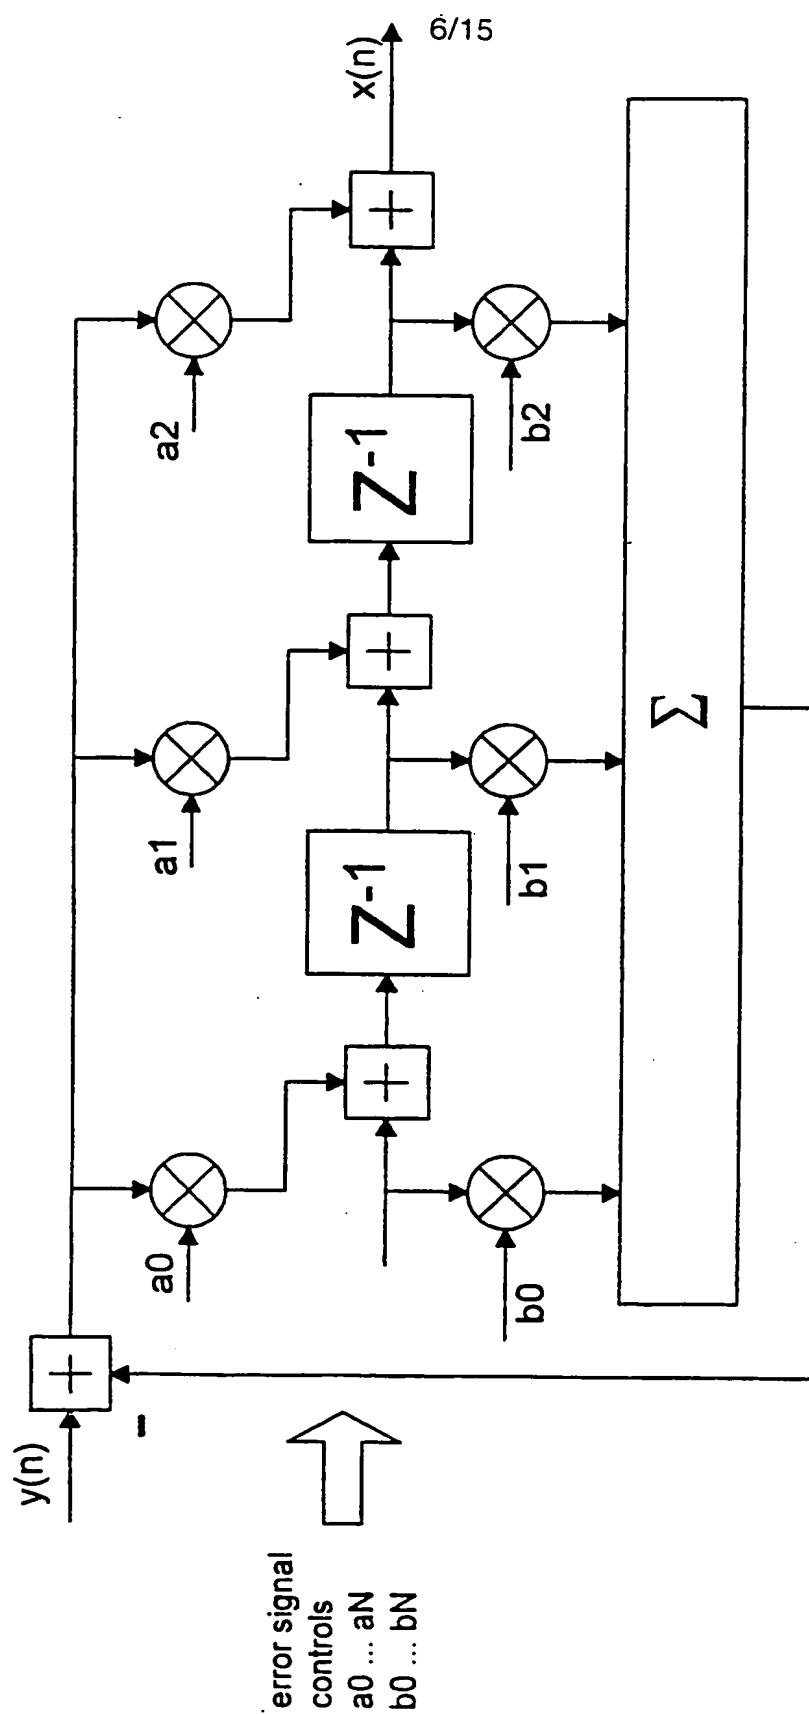 6/15
y(n)
-
+
a0
a1
a2
+
Z-1
+
Z-1
+
x(n)
b0
b1
b2
Σ
error signal
controls
a0 ... aN
b0 ... bN